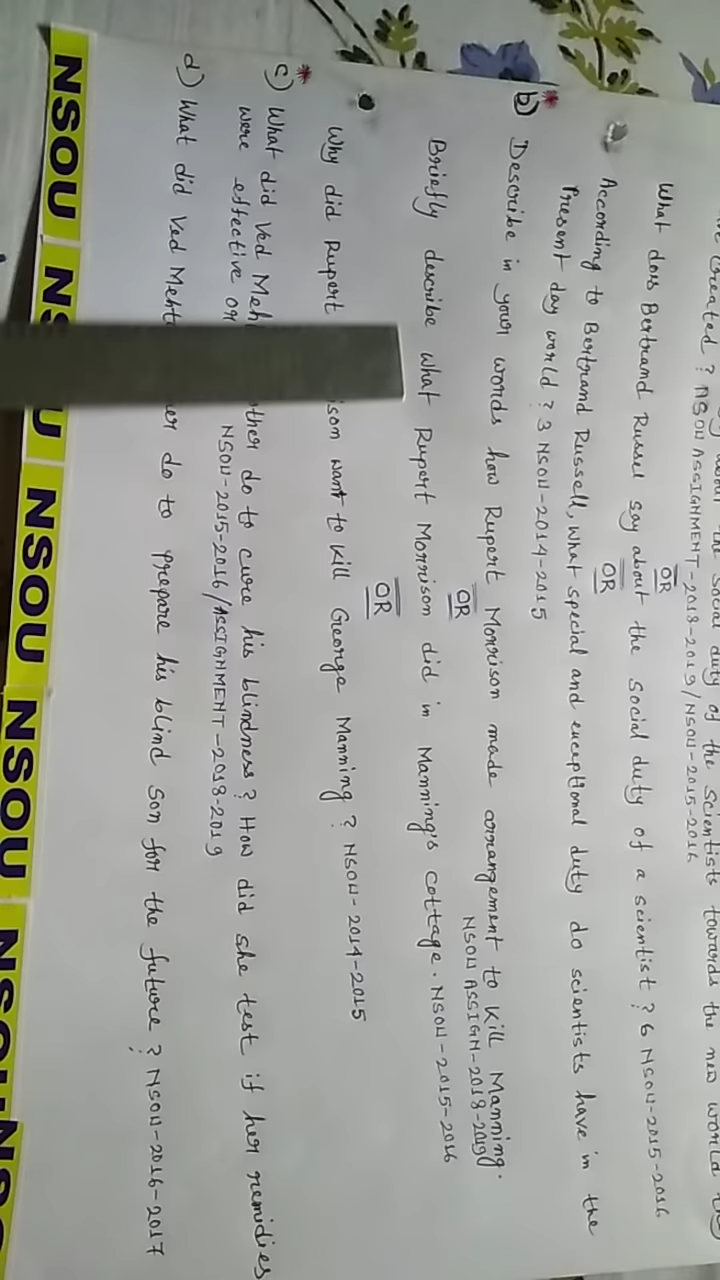 created ? NSOU ASSIGNMENT-2018-2019/NSOU-2015-2016
the social duty of the scientists towards the new world
OR
What does Bertrand Russel say about the social duty of a scientist ? 6 NSOU-2015-2016
OR
According to Bertrand Russell, what special and exceptional duty do scientists have in the
Present day world ? 3 NSOU-2014-2015
* b) Describe in your words how Rupert Morrison made arrangement to Kill Manning.
NSOU ASSIGN-2018-2019
OR
Briefly describe what Rupert Morrison did in Manning's cottage. NSOU-2015-2016
OR
Why did Rupert ison want to kill George Manning ? NSOU-2014-2015
* c) What did Ved Meh other do to cure his blindness ? How did she test if her remidies
were effective or NSOU-2015-2016/ASSIGNMENT-2018-2019
d) What did Ved Mehta her do to prepare his blind son for the future ? NSOU-2016-2017
NSOU NS U NSOU NSOU NSOU NSO